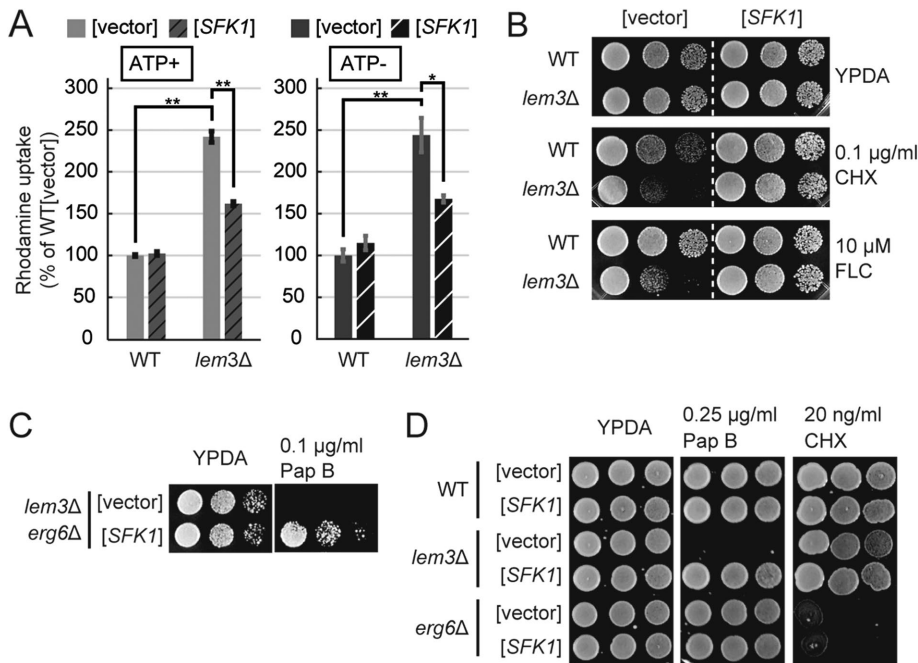 A
[vector] [SFK1] [vector] [SFK1]
ATP+ ATP-
** ** ** *
Rhodamine uptake
(% of WT[vector])
300 300
250 250
200 200
150 150
100 100
50 50
0 0
WT lem3Δ WT lem3Δ
B
[vector] [SFK1]
WT
lem3Δ
YPDA
WT
lem3Δ
0.1 µg/ml
CHX
WT
lem3Δ
10 µM
FLC
C
YPDA
0.1 µg/ml
Pap B
lem3Δ
erg6Δ
[vector]
[SFK1]
D
YPDA
0.25 µg/ml
Pap B
20 ng/ml
CHX
WT
[vector]
[SFK1]
lem3Δ
[vector]
[SFK1]
erg6Δ
[vector]
[SFK1]